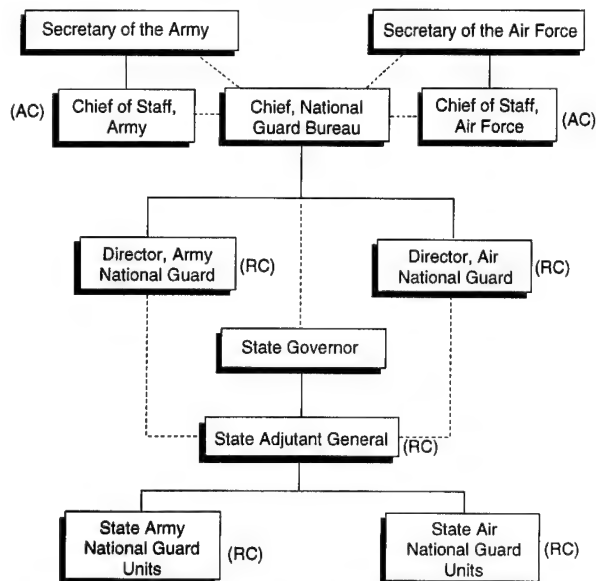 Secretary of the Army
Secretary of the Air Force
(AC)
Chief of Staff,
Army
Chief, National
Guard Bureau
Chief of Staff,
Air Force
(AC)
Director, Army
National Guard
(RC)
Director, Air
National Guard
(RC)
State Governor
State Adjutant General
(RC)
State Army
National Guard
Units
(RC)
State Air
National Guard
Units
(RC)